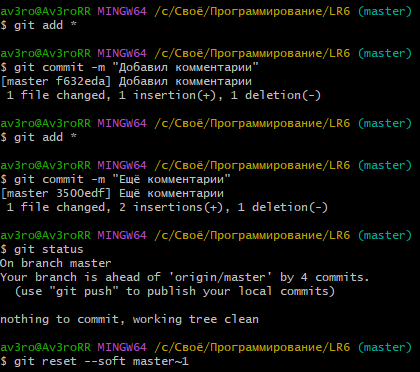 av3ro@Av3roRR MINGW64 /c/Своё/Программирование/LR6 (master)
$ git add *
av3ro@Av3roRR MINGW64 /c/Своё/Программирование/LR6 (master)
$ git commit -m "Добавил комментарии"
[master f632eda] Добавил комментарии
1 file changed, 1 insertion(+), 1 deletion(-)
av3ro@Av3roRR MINGW64 /c/Своё/Программирование/LR6 (master)
$ git add *
av3ro@Av3roRR MINGW64 /c/Своё/Программирование/LR6 (master)
$ git commit -m "Ещё комментарии"
[master 3500edf] Ещё комментарии
1 file changed, 2 insertions(+), 1 deletion(-)
av3ro@Av3roRR MINGW64 /c/Своё/Программирование/LR6 (master)
$ git status
On branch master
Your branch is ahead of 'origin/master' by 4 commits.
(use "git push" to publish your local commits)
nothing to commit, working tree clean
av3ro@Av3roRR MINGW64 /c/Своё/Программирование/LR6 (master)
$ git reset --soft master~1